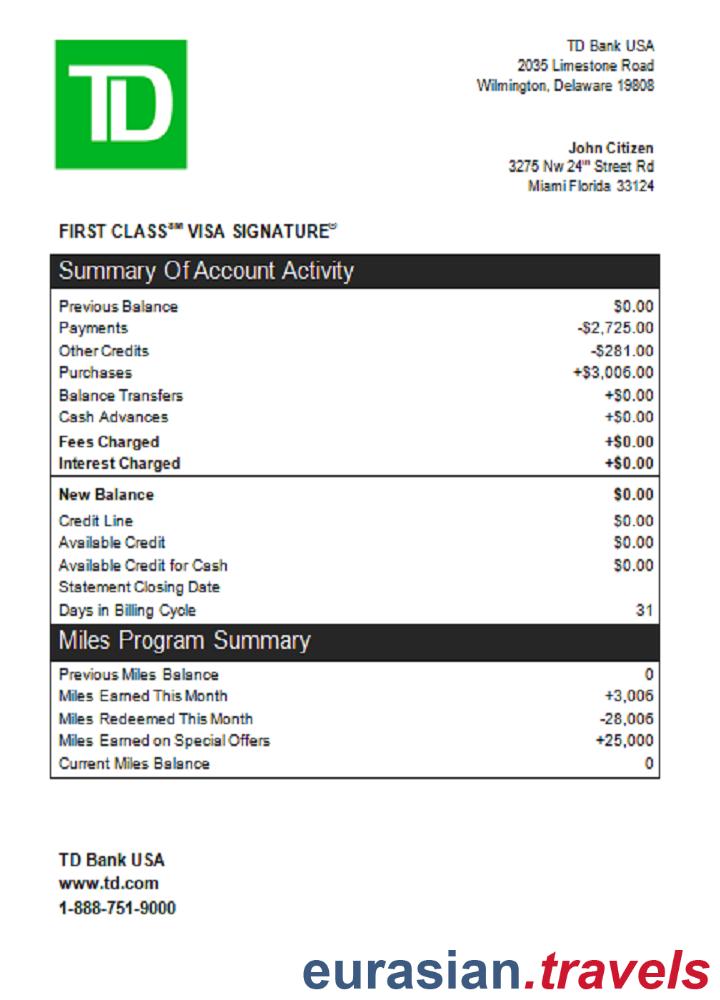 TD
TD Bank USA
2035 Limestone Road
Wilmington, Delaware 19808
John Citizen
3275 Nw 24th Street Rd
Miami Florida 33124
FIRST CLASS℠ VISA SIGNATURE®
Summary Of Account Activity
Previous Balance $0.00
Payments -$2,725.00
Other Credits -$281.00
Purchases +$3,006.00
Balance Transfers +$0.00
Cash Advances +$0.00
Fees Charged +$0.00
Interest Charged +$0.00
New Balance $0.00
Credit Line $0.00
Available Credit $0.00
Available Credit for Cash $0.00
Statement Closing Date
Days in Billing Cycle 31
Miles Program Summary
Previous Miles Balance 0
Miles Earned This Month +3,006
Miles Redeemed This Month -28,006
Miles Earned on Special Offers +25,000
Current Miles Balance 0
TD Bank USA
www.td.com
1-888-751-9000
eurasian.travels